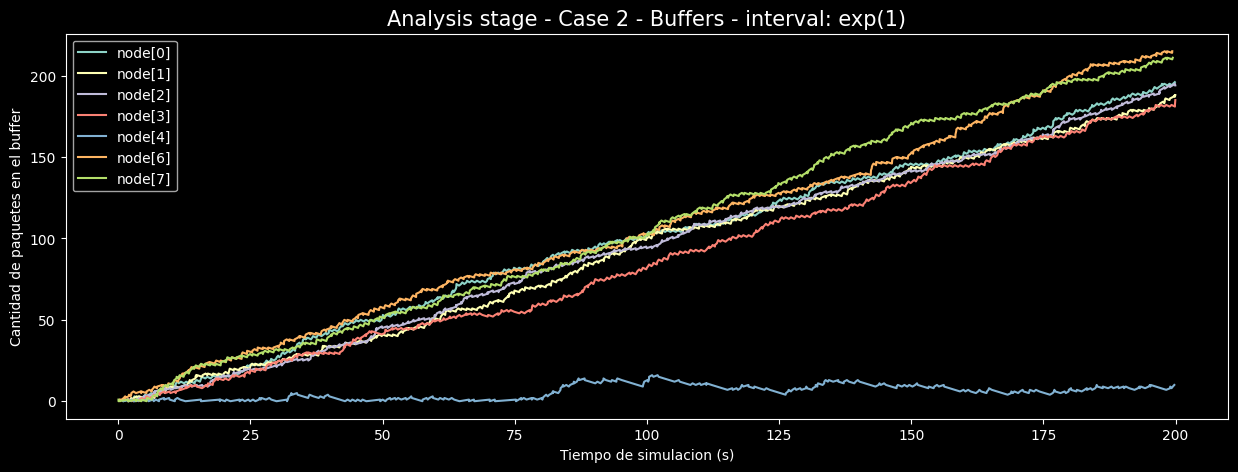 Analysis stage - Case 2 - Buffers - interval: exp(1)
node[0]
node[1]
node[2]
node[3]
node[4]
node[6]
node[7]
Cantidad de paquetes en el buffer
200
150
100
50
0
0 25 50 75 100 125 150 175 200
Tiempo de simulacion (s)